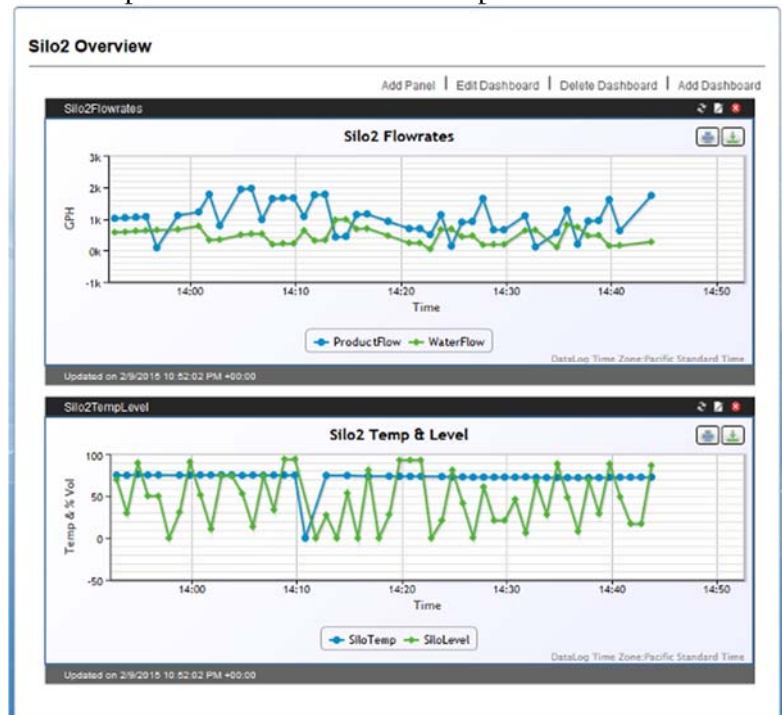 Silo2 Overview
Add Panel | Edit Dashboard | Delete Dashboard | Add Dashboard
Silo2Flowrates
Silo2 Flowrates
3k
2k
1k
0k
-1k
GPH
14:00 14:10 14:20 14:30 14:40 14:50
Time
ProductFlow WaterFlow
DataLog Time Zone:Pacific Standard Time
Updated on 2/9/2015 10:52:02 PM +00:00
Silo2TempLevel
Silo2 Temp & Level
100
50
0
-50
Temp & % Vol
14:00 14:10 14:20 14:30 14:40 14:50
Time
SiloTemp SiloLevel
DataLog Time Zone:Pacific Standard Time
Updated on 2/9/2015 10:52:02 PM +00:00